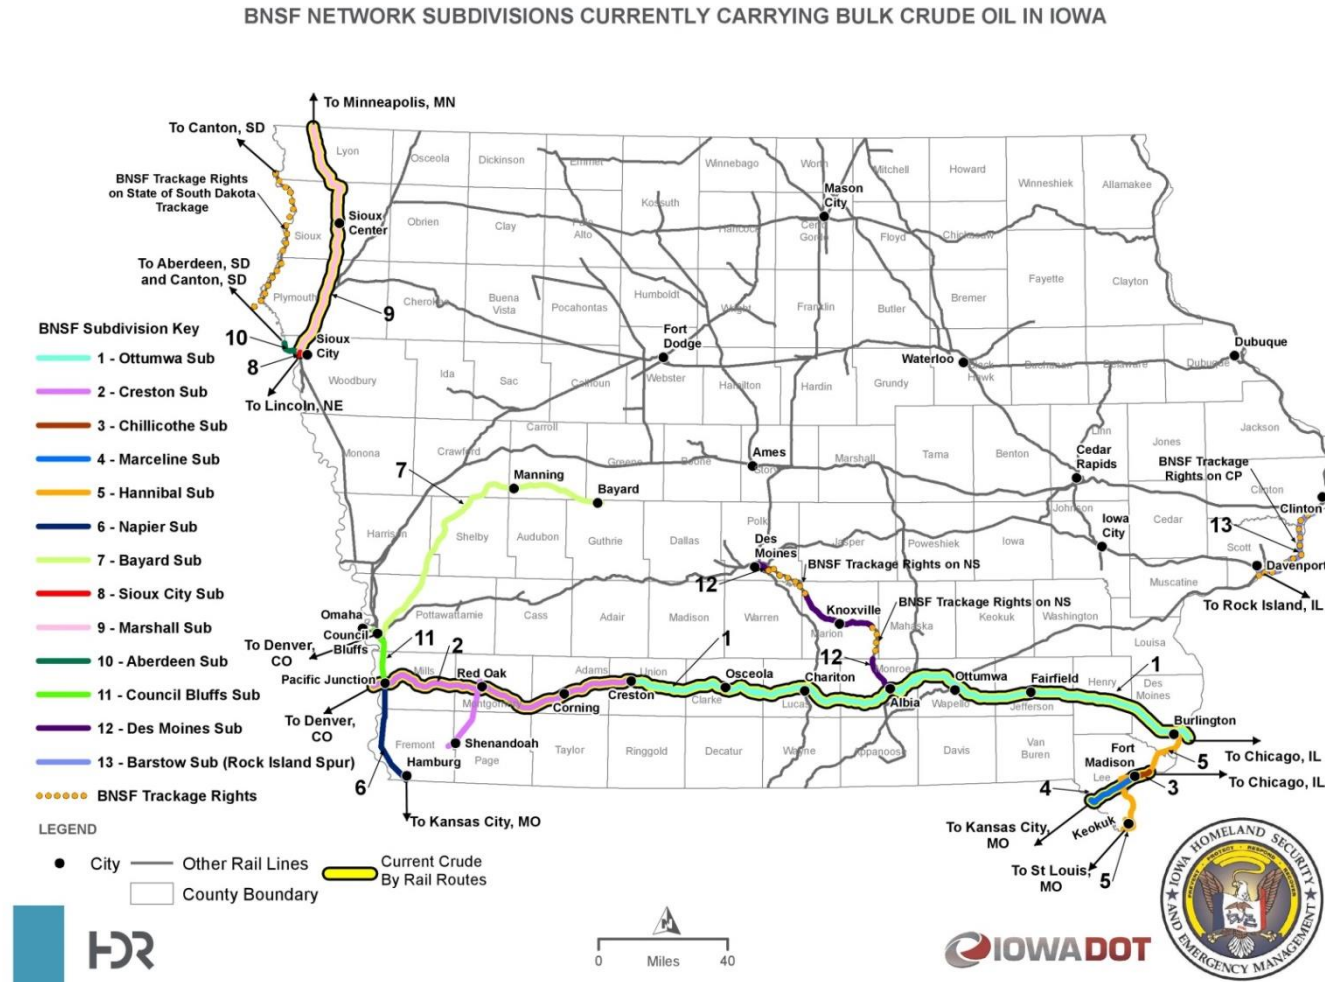 BNSF NETWORK SUBDIVISIONS CURRENTLY CARRYING BULK CRUDE OIL IN IOWA
To Minneapolis, MN
To Canton, SD
BNSF Trackage Rights
on State of South Dakota
Trackage
To Aberdeen, SD
and Canton, SD
Lyon
Osceola
Dickinson
Emmet
Winnebago
Worth
Mitchell
Howard
Winneshiek
Allamakee
Kossuth
Mason
City
Sioux
Center
Sioux
Obrien
Clay
Palo
Alto
Hancock
Cerro
Gordo
Floyd
Chickasaw
Fayette
Clayton
Plymouth
9
Cherokee
Buena
Vista
Pocahontas
Humboldt
Wright
Franklin
Butler
Bremer
10
8
Sioux
City
Fort
Dodge
Waterloo
Black
Hawk
Buchanan
Delaware
Dubuque
Dubuque
Woodbury
Ida
Sac
Calhoun
Webster
Hamilton
Hardin
Grundy
To Lincoln, NE
BNSF Subdivision Key
1 - Ottumwa Sub
2 - Creston Sub
3 - Chillicothe Sub
4 - Marceline Sub
5 - Hannibal Sub
6 - Napier Sub
7 - Bayard Sub
8 - Sioux City Sub
9 - Marshall Sub
10 - Aberdeen Sub
11 - Council Bluffs Sub
12 - Des Moines Sub
13 - Barstow Sub (Rock Island Spur)
BNSF Trackage Rights
Monona
Crawford
Carroll
Greene
Boone
Ames
Story
Marshall
Tama
Benton
Linn
Cedar
Rapids
Jones
Jackson
BNSF Trackage
Rights on CP
Clinton
Clinton
13
7
Manning
Bayard
Harrison
Shelby
Audubon
Guthrie
Dallas
Polk
Des
Moines
Jasper
Poweshiek
Iowa
Johnson
Iowa
City
Cedar
Scott
Davenport
Muscatine
To Rock Island, IL
12
BNSF Trackage Rights on NS
BNSF Trackage Rights on NS
Omaha
Council
Bluffs
To Denver,
CO
Pottawattamie
Cass
Adair
Madison
Warren
Knoxville
Marion
Mahaska
Keokuk
Washington
Louisa
11
2
1
12
1
Pacific Junction
Mills
Red Oak
Montgomery
Adams
Corning
Union
Creston
Osceola
Clarke
Chariton
Lucas
Monroe
Albia
Ottumwa
Wapello
Fairfield
Jefferson
Henry
Des
Moines
Burlington
To Denver,
CO
Fremont
Shenandoah
Page
Taylor
Ringgold
Decatur
Wayne
Appanoose
Davis
Van
Buren
Fort
Madison
Lee
5
To Chicago, IL
To Chicago, IL
Hamburg
6
4
3
To Kansas City, MO
To Kansas City,
MO
Keokuk
To St Louis,
MO
5
LEGEND
City
Other Rail Lines
Current Crude
By Rail Routes
County Boundary
HDR
0
Miles
40
IOWADOT
IOWA HOMELAND SECURITY
AND EMERGENCY MANAGEMENT